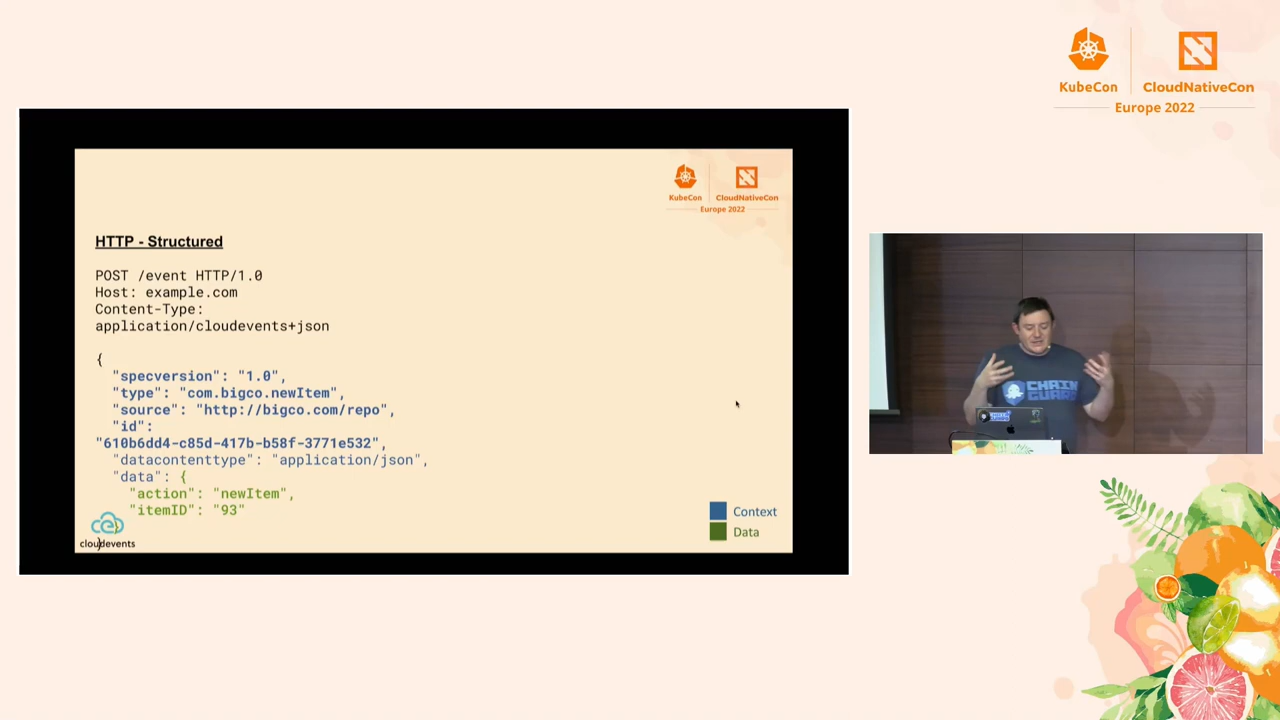 KubeCon
CloudNativeCon
Europe 2022
KubeCon
CloudNativeCon
Europe 2022
HTTP - Structured
POST /event HTTP/1.0
Host: example.com
Content-Type:
application/cloudevents+json
{
"specversion": "1.0",
"type": "com.bigco.newItem",
"source": "http://bigco.com/repo",
"id":
"610b6dd4-c85d-417b-b58f-3771e532",
"datacontenttype": "application/json",
"data": {
"action": "newItem",
"itemID": "93"
}
}
cloudevents
Context
Data
CHAIN
GUARD